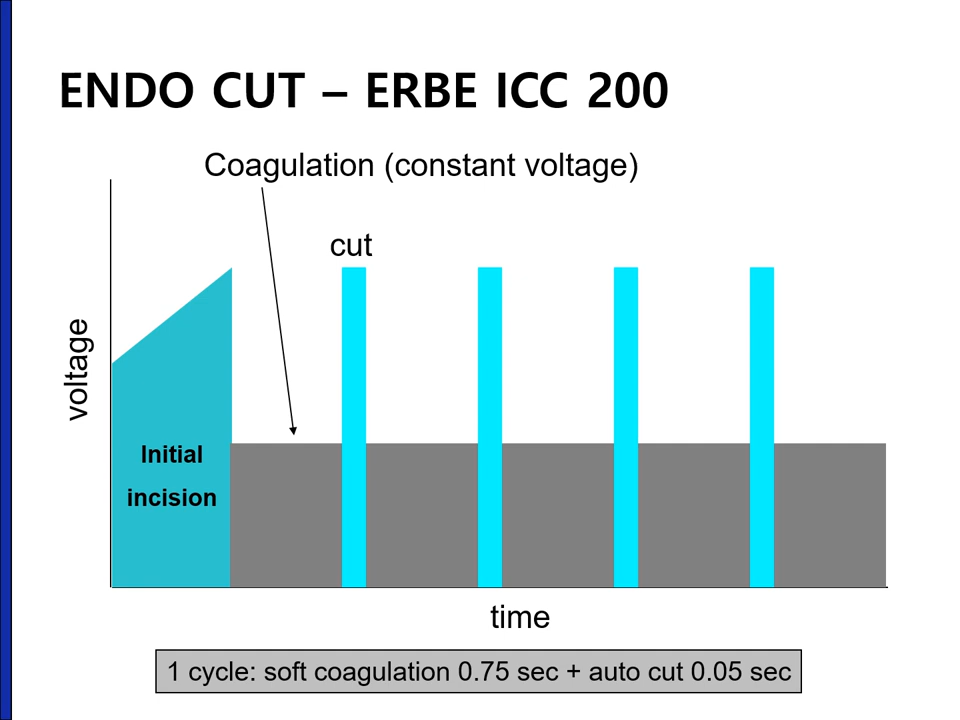 ENDO CUT – ERBE ICC 200
Coagulation (constant voltage)
cut
voltage
Initial
incision
time
1 cycle: soft coagulation 0.75 sec + auto cut 0.05 sec